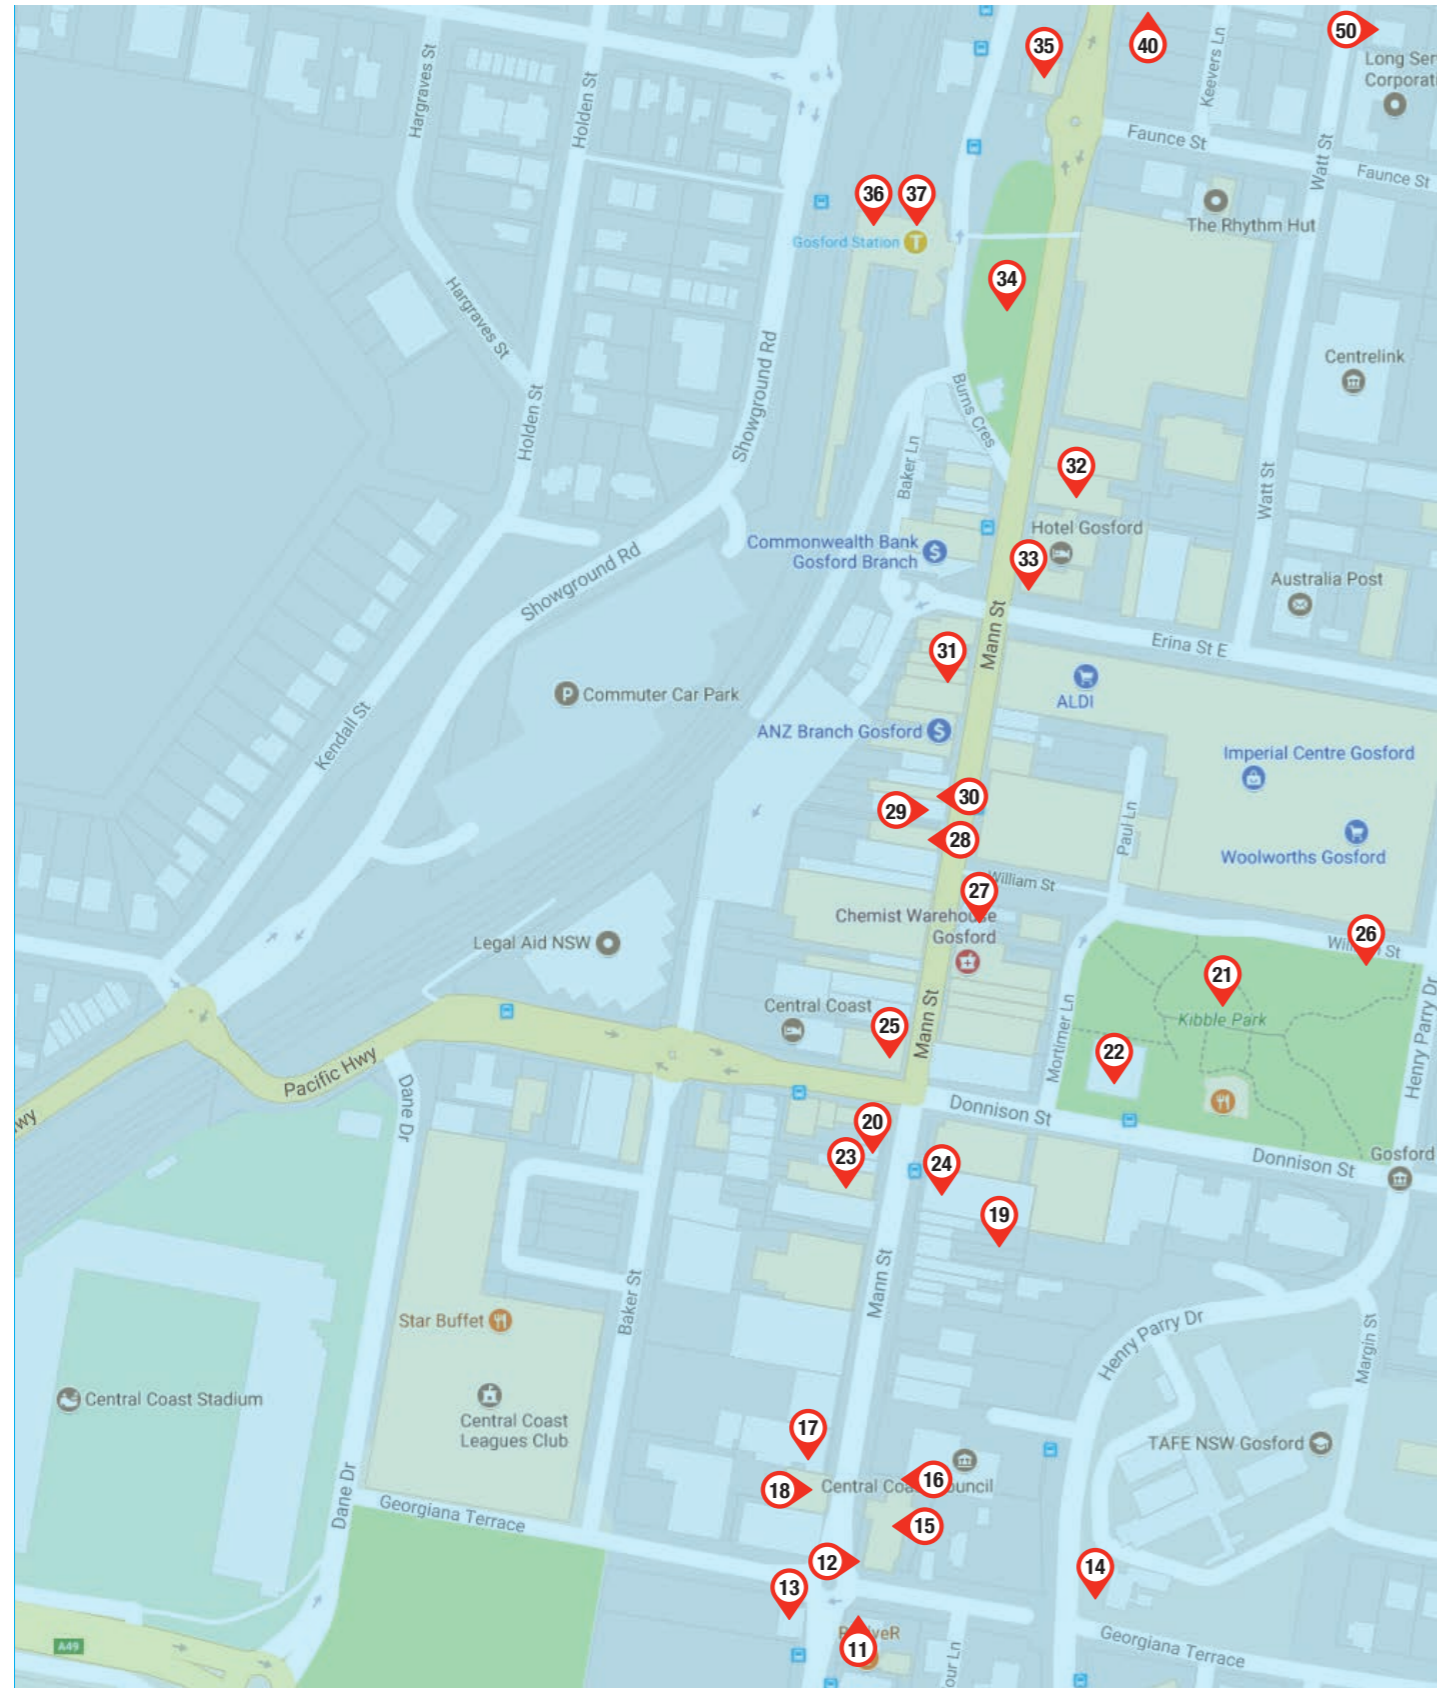 35
40
50
Long Ser
Corporati
Keevers Ln
Hargraves St
Holden St
Faunce St
Watt St
Faunce St
36
37
The Rhythm Hut
Gosford Station
T
34
Hargraves St
Showground Rd
Centrelink
Holden St
Burns Cres
Baker Ln
32
Watt St
Hotel Gosford
Commonwealth Bank
Gosford Branch
$
33
Australia Post
Showground Rd
Mann St
Erina St E
31
ALDI
P
Commuter Car Park
Kendall St
ANZ Branch Gosford
$
Imperial Centre Gosford
30
29
28
Paul Ln
Woolworths Gosford
William St
27
Chemist Warehouse
Gosford
26
Legal Aid NSW
21
Kibble Park
Central Coast
25
Mann St
Mortimer Ln
22
Henry Parry Dr
Pacific Hwy
wy
Dane Dr
Donnison St
20
23
24
Donnison St
Gosford
19
Mann St
Baker St
Star Buffet
Henry Parry Dr
Margin St
Central Coast Stadium
Central Coast
Leagues Club
17
TAFE NSW Gosford
16
18
15
Dane Dr
Georgiana Terrace
12
13
14
11
A49
our Ln
Georgiana Terrace